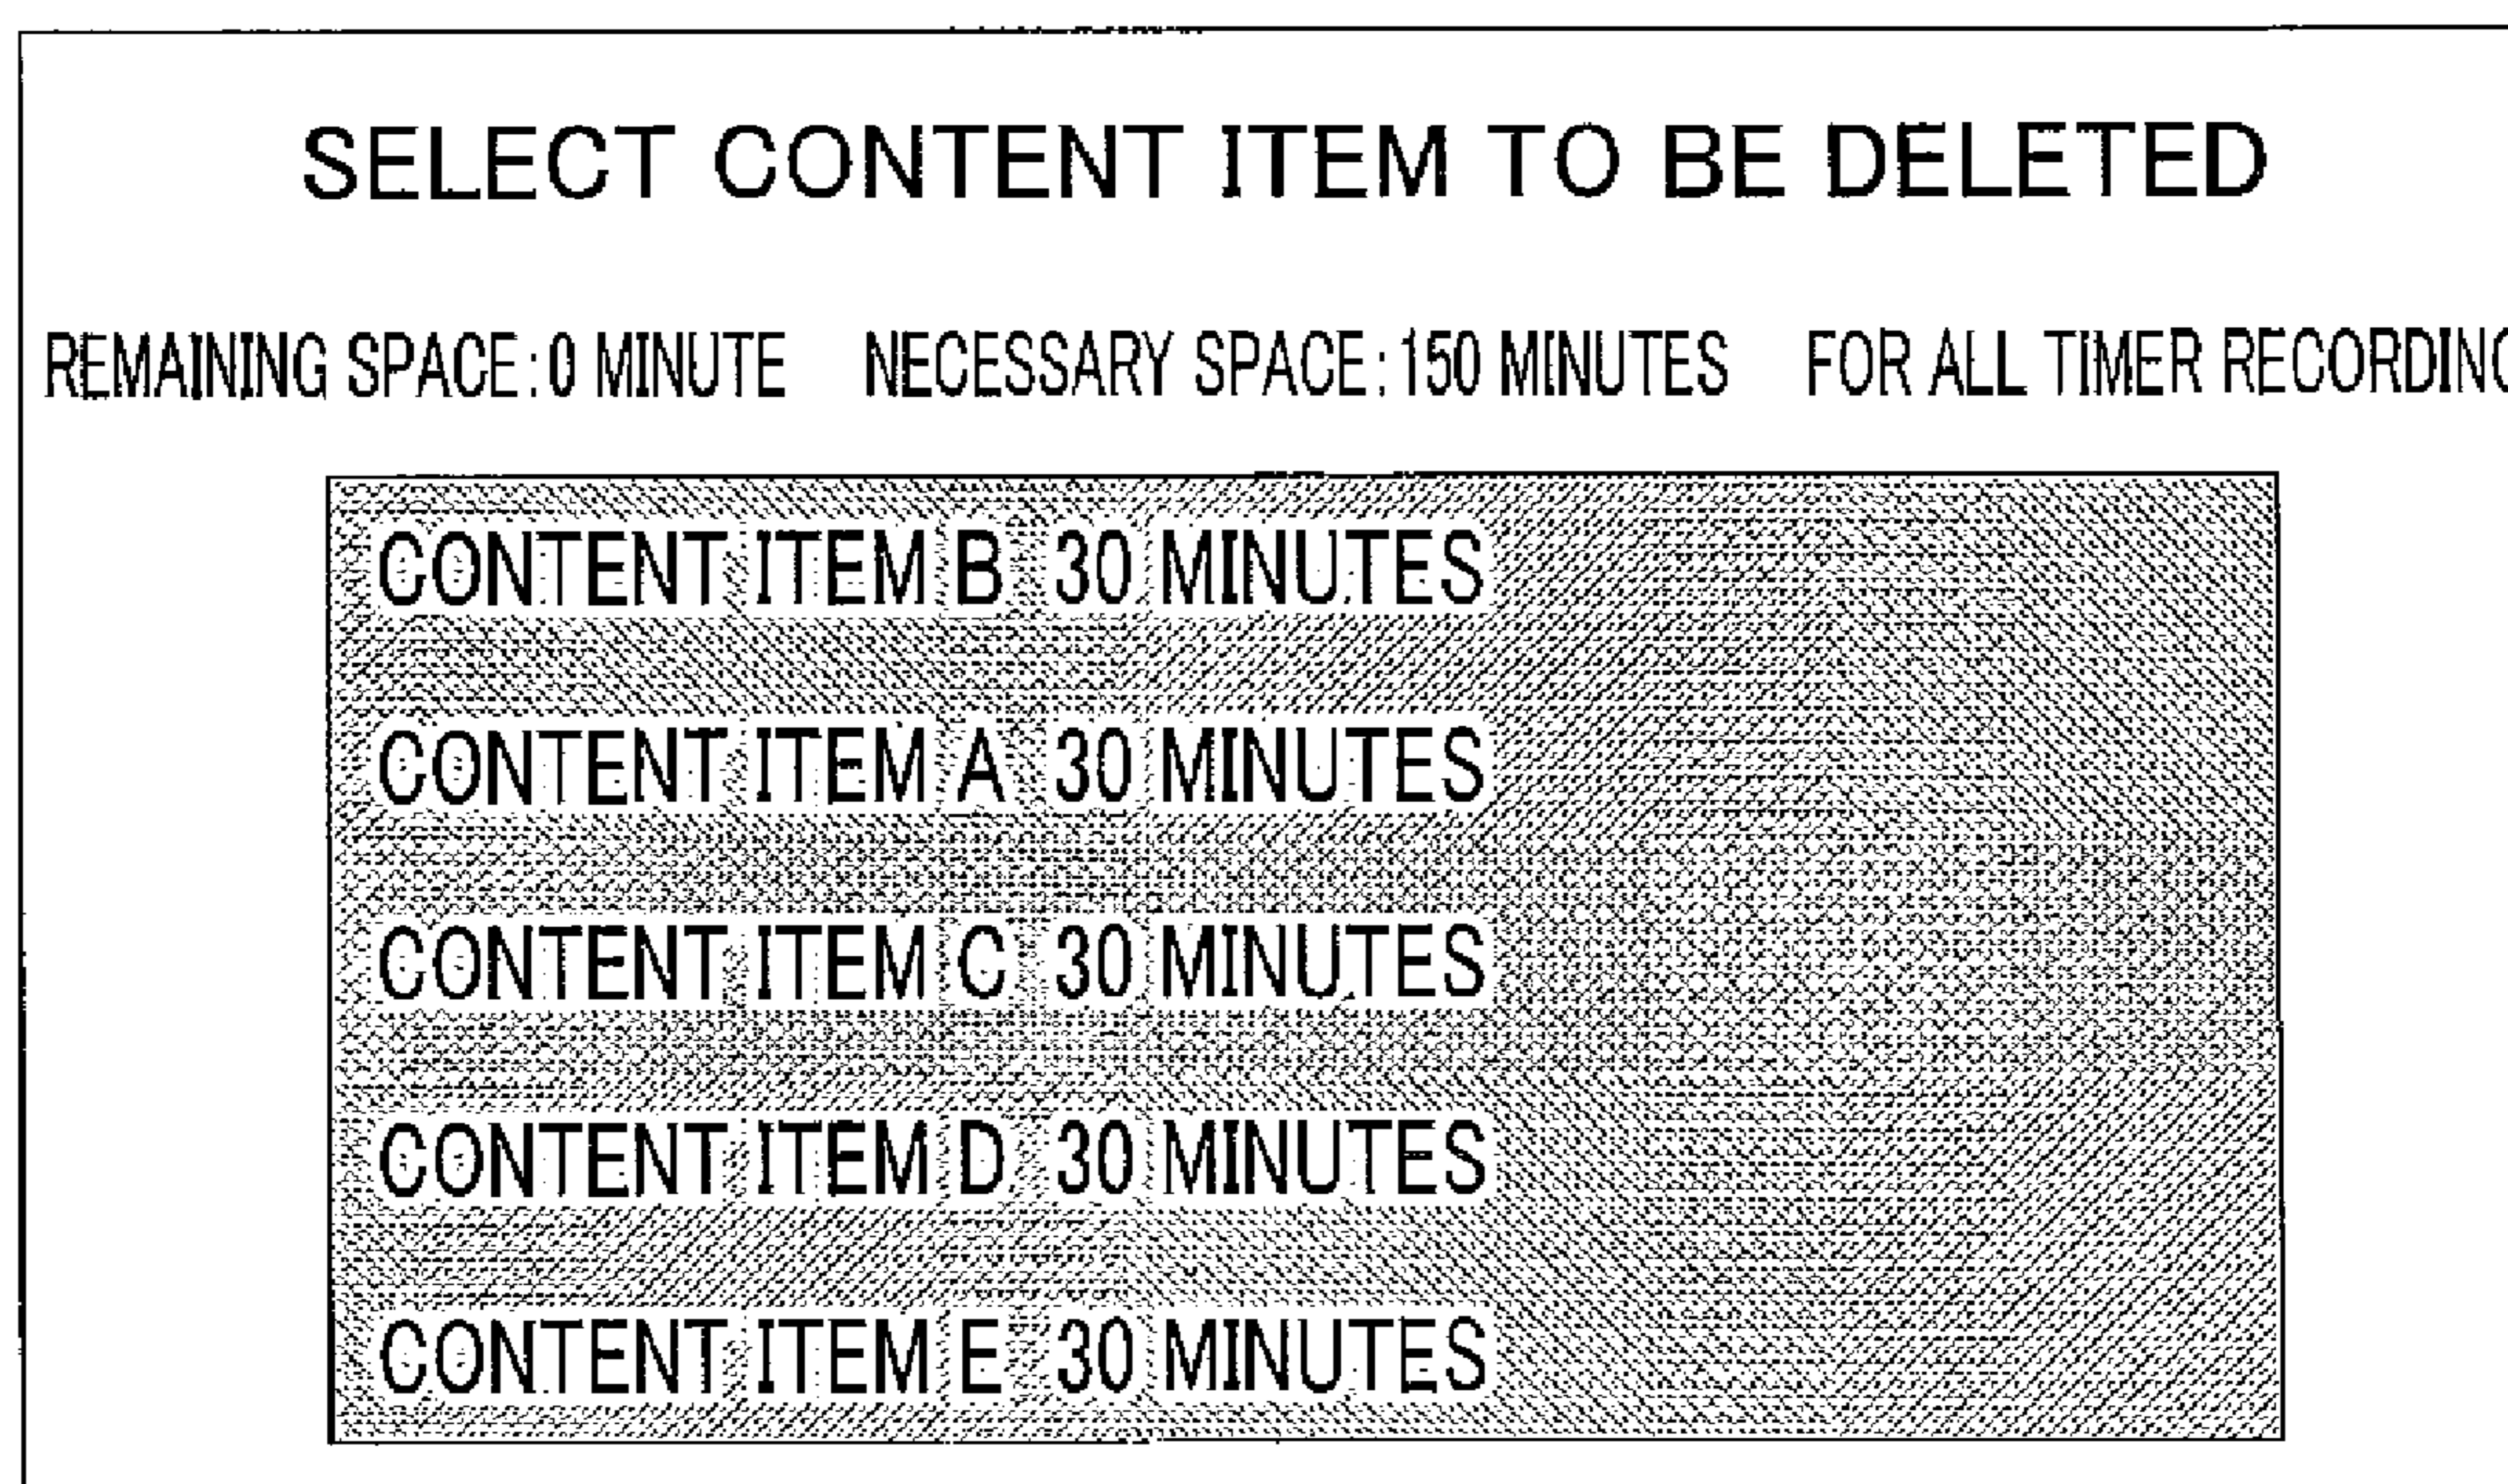 SELECT CONTENT ITEM TO BE DELETED
REMAINING SPACE:0 MINUTE NECESSARY SPACE:150 MINUTES FOR ALL TIMER
CONTENT ITEM B 30 MINUTES
CONTENT ITEM A 30 MINUTES
CONTENT ITEM C 30 MINUTES
CONTENT ITEM D 30 MINUTES
CONTENT ITEM E 30 MINUTES